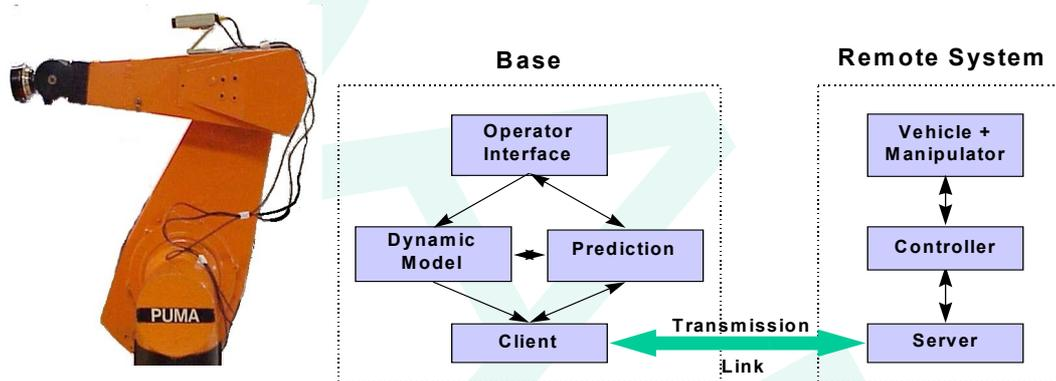 PUMA
Base
Operator
Interface
Dynamic
Model
Prediction
Client
Transmission
Link
Remote System
Vehicle +
Manipulator
Controller
Server